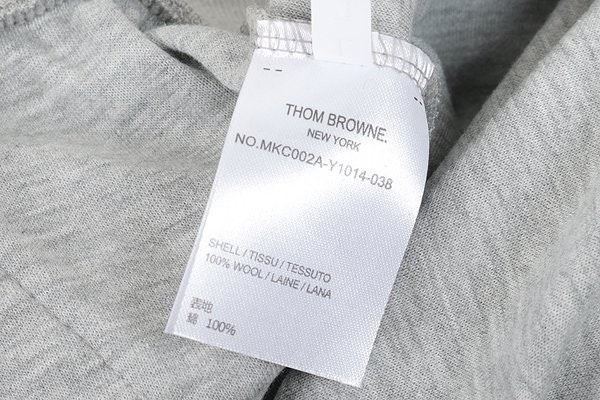 THOM BROWNE.
NEW YORK
NO.MKC002A-Y1014-038
SHELL / TISSU / TESSUTO
100% WOOL / LAINE / LANA
表地
綿 100%